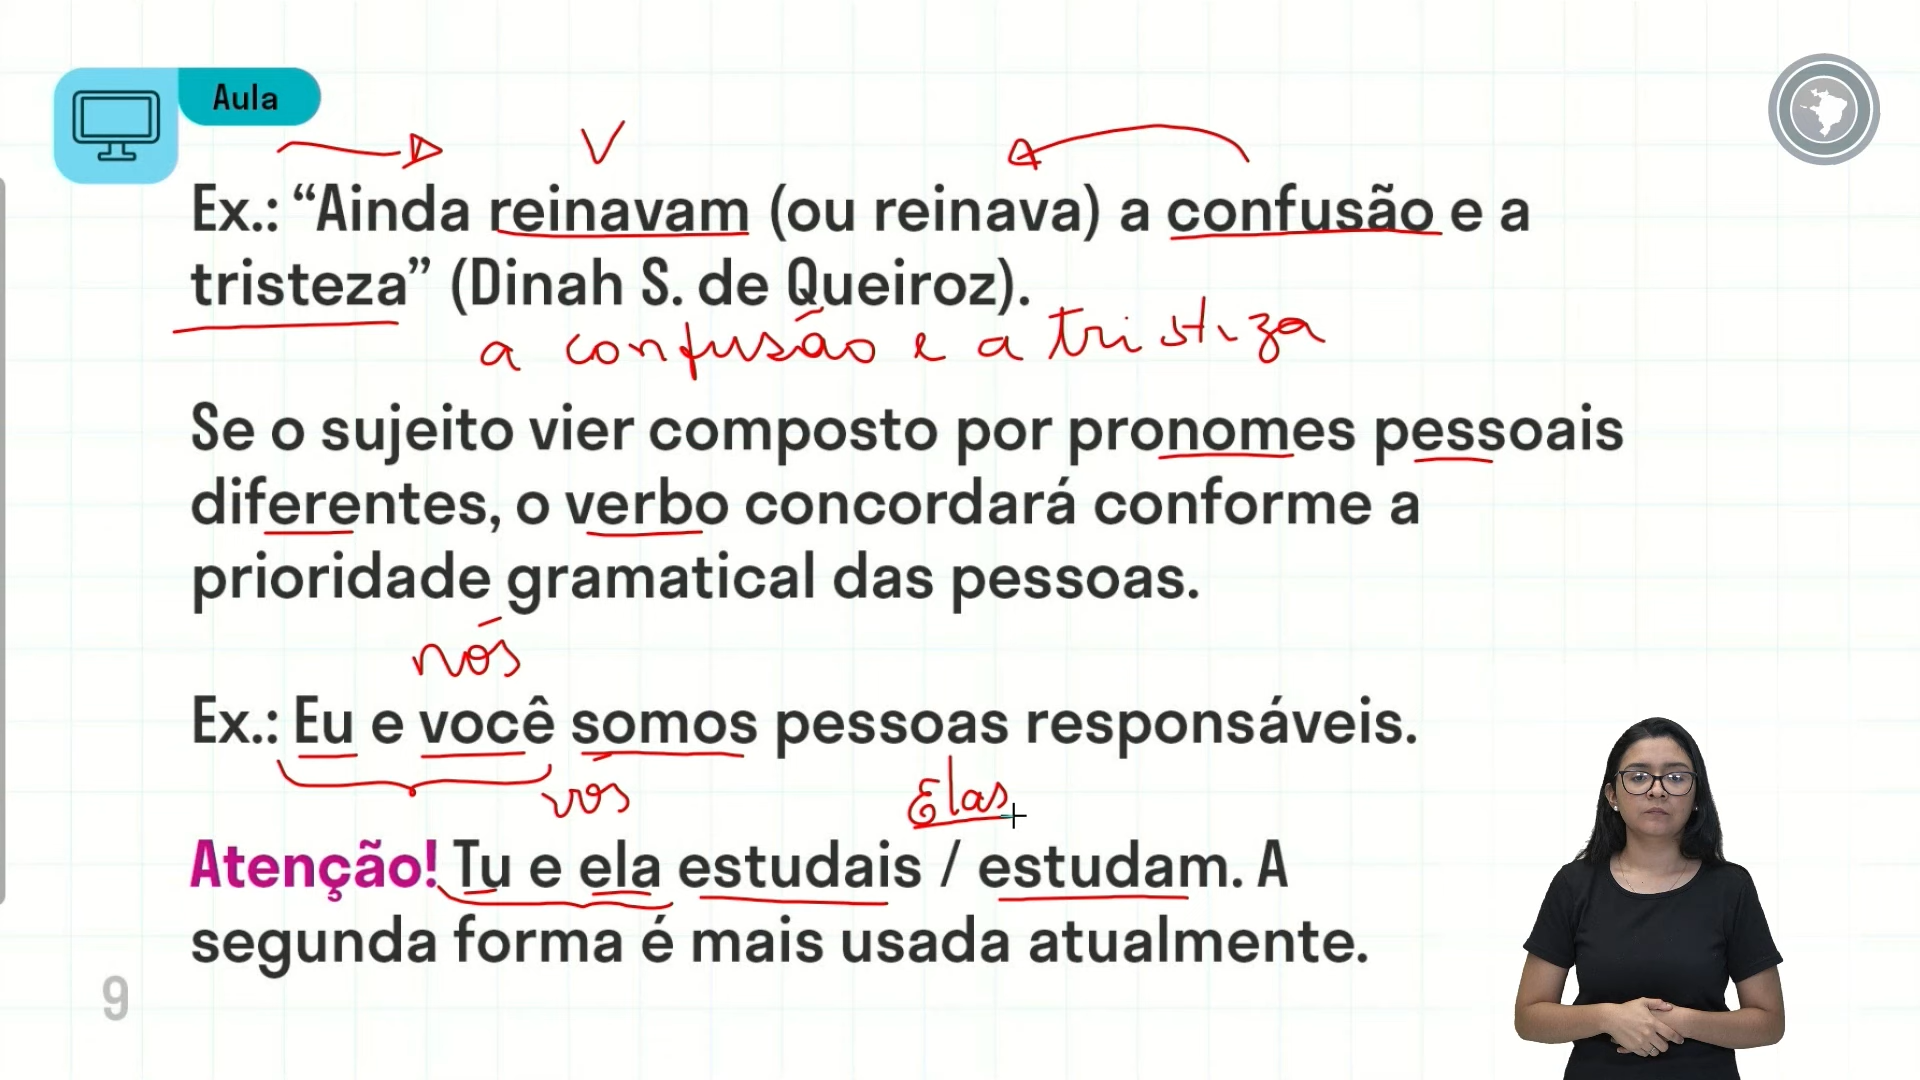 Aula
V
Ex.: “Ainda reinavam (ou reinava) a confusão e a
tristeza” (Dinah S. de Queiroz).
a confusão e a tristeza
Se o sujeito vier composto por pronomes pessoais
diferentes, o verbo concordará conforme a
prioridade gramatical das pessoas.
nós
Ex.: Eu e você somos pessoas responsáveis.
vós Elas
Atenção! Tu e ela estudais / estudam. A
segunda forma é mais usada atualmente.
9